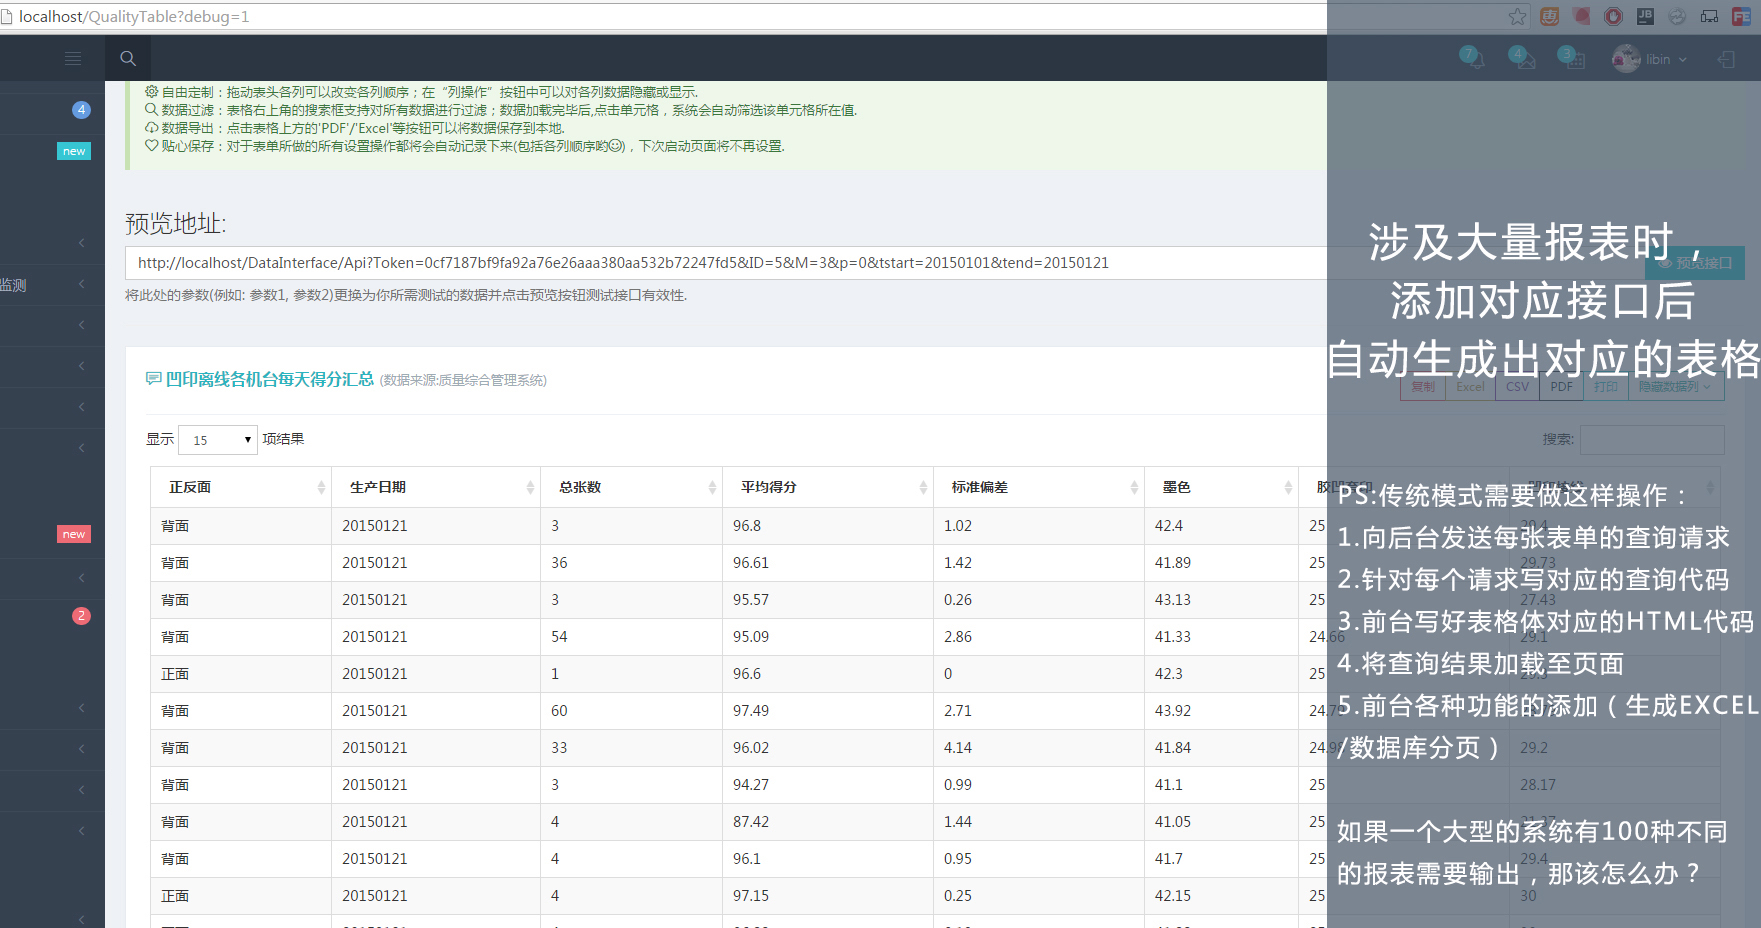 localhost/QualityTable?debug=1
7
4
3
libin
4
new
监测
new
2
自由定制：拖动表头各列可以改变各列顺序；在 “列操作” 按钮中可以对各列数据隐藏或显示.
数据过滤：表格右上角的搜索框支持对所有数据进行过滤；数据加载完毕后,点击单元格，系统会自动筛选该单元格所在值.
数据导出：点击表格上方的'PDF'/'Excel'等按钮可以将数据保存到本地.
贴心保存：对于表单所做的所有设置操作都将会自动记录下来(包括各列顺序哟☺)，下次启动页面将不再设置.
预览地址:
http://localhost/DataInterface/Api?Token=0cf7187bf9fa92a76e26aaa380aa532b72247fd5&ID=5&M=3&p=0&tstart=20150101&tend=20150121
预览接口
将此处的参数(例如: 参数1, 参数2)更换为你所需测试的数据并点击预览按钮测试接口有效性.
凹印离线各机台每天得分汇总 (数据来源:质量综合管理系统)
复制 Excel CSV PDF 打印 隐藏数据列
显示 15 项结果
搜索:
正反面 生产日期 总张数 平均得分 标准偏差 墨色
背面 20150121 3 96.8 1.02 42.4 25 29.4
背面 20150121 36 96.61 1.42 41.89 25 29.73
背面 20150121 3 95.57 0.26 43.13 25 27.43
背面 20150121 54 95.09 2.86 41.33 24.66 29.1
正面 20150121 1 96.6 0 42.3 25
背面 20150121 60 97.49 2.71 43.92
背面 20150121 33 96.02 4.14 41.84 24.98 29.2
背面 20150121 3 94.27 0.99 41.1 25 28.17
背面 20150121 4 87.42 1.44 41.05 25
背面 20150121 4 96.1 0.95 41.7 25 29.4
正面 20150121 4 97.15 0.25 42.15 25 30
涉及大量报表时，
添加对应接口后
自动生成出对应的表格
PS:传统模式需要做这样操作：
1.向后台发送每张表单的查询请求
2.针对每个请求写对应的查询代码
3.前台写好表格体对应的HTML代码
4.将查询结果加载至页面
5.前台各种功能的添加（生成EXCEL
/数据库分页）
如果一个大型的系统有100种不同
的报表需要输出，那该怎么办？